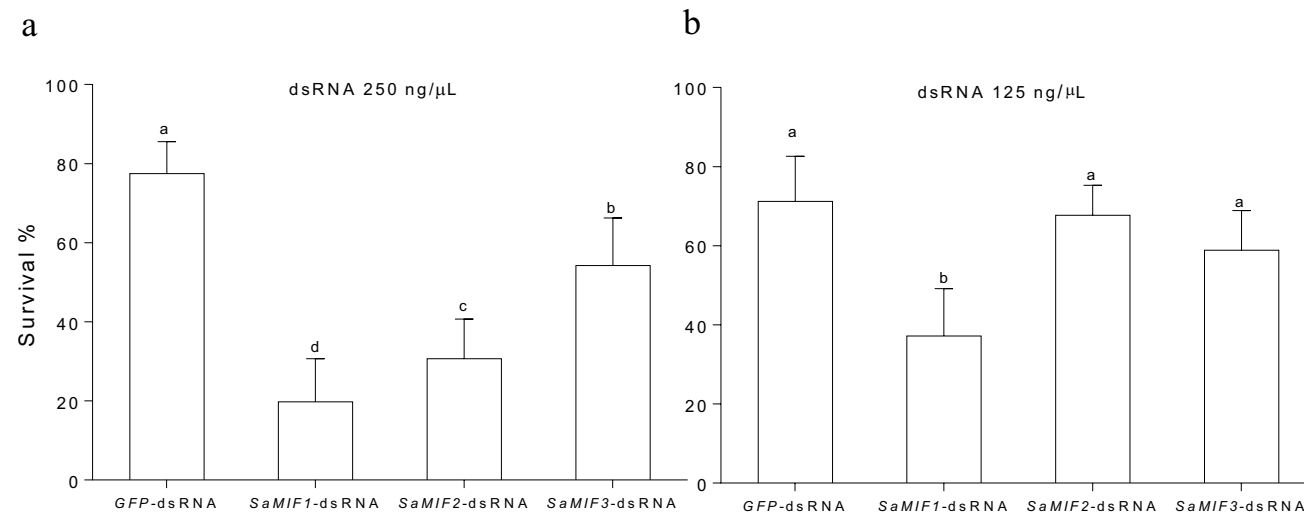 a
dsRNA 250 ng/μL
Survival %
100
80
60
40
20
0
a
d
c
b
GFP-dsRNA
SaMIF1-dsRNA
SaMIF2-dsRNA
SaMIF3-dsRNA
b
dsRNA 125 ng/μL
100
80
60
40
20
0
a
b
a
a
GFP-dsRNA
SaMIF1-dsRNA
SaMIF2-dsRNA
SaMIF3-dsRNA